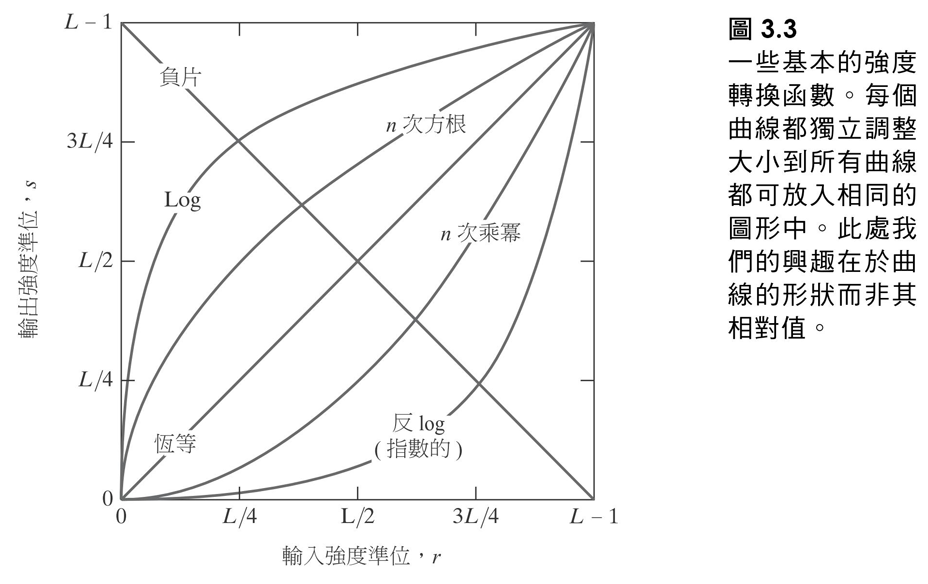 L – 1
負片
n 次方根
3L/4
Log
n 次乘冪
L/2
L/4
反 log
(指數的)
恆等
0
0
L/4
L/2
3L/4
L – 1
輸入強度準位，r
輸出強度準位，s
圖 3.3
一些基本的強度
轉換函數。每個
曲線都獨立調整
大小到所有曲線
都可放入相同的
圖形中。此處我
們的興趣在於曲
線的形狀而非其
相對值。